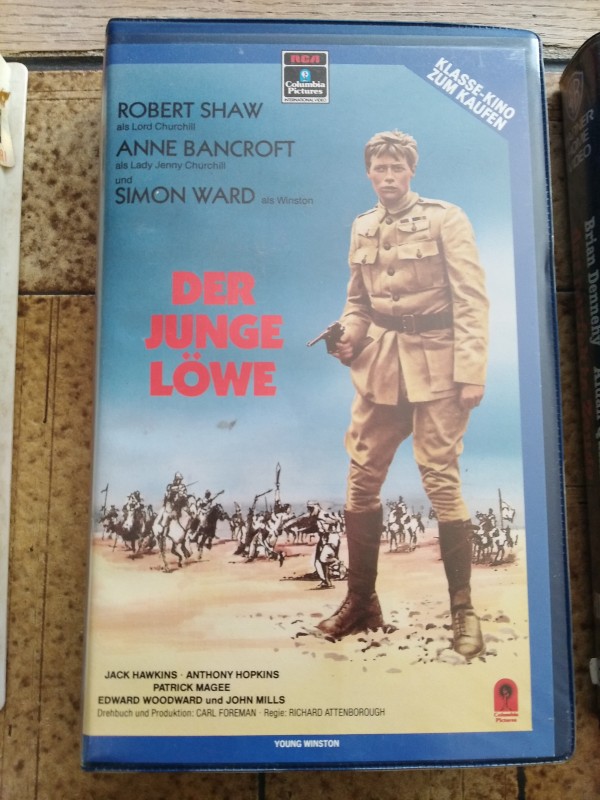 RCA
Columbia
Pictures
INTERNATIONAL VIDEO
KLASSE-KINO
ZUM KAUFEN
ROBERT SHAW
als Lord Churchill
ANNE BANCROFT
als Lady Jenny Churchill
und
SIMON WARD als Winston
DER
JUNGE
LÖWE
JACK HAWKINS · ANTHONY HOPKINS
PATRICK MAGEE
EDWARD WOODWARD und JOHN MILLS
Drehbuch und Produktion: CARL FOREMAN · Regie: RICHARD ATTENBOROUGH
Columbia
Pictures
YOUNG WINSTON
Brian Dennehy